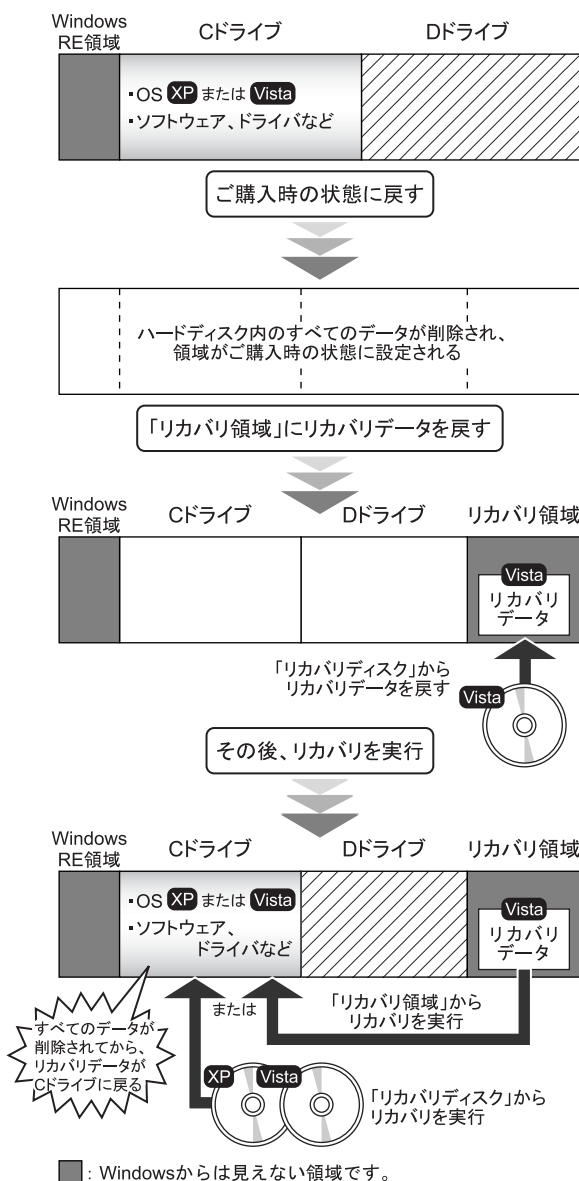 Windows
RE領域
Cドライブ
Dドライブ
・OS XP または Vista
・ソフトウェア、ドライバなど
ご購入時の状態に戻す
ハードディスク内のすべてのデータが削除され、
領域がご購入時の状態に設定される
「リカバリ領域」にリカバリデータを戻す
Windows
RE領域
Cドライブ
Dドライブ
リカバリ領域
Vista
リカバリ
データ
「リカバリディスク」から
リカバリデータを戻す
Vista
その後、リカバリを実行
Windows
RE領域
Cドライブ
Dドライブ
リカバリ領域
・OS XP または Vista
・ソフトウェア、
ドライバなど
Vista
リカバリ
データ
すべてのデータが
削除されてから、
リカバリデータが
Cドライブに戻る
または
「リカバリ領域」から
リカバリを実行
XP
Vista
「リカバリディスク」から
リカバリを実行
: Windowsからは見えない領域です。